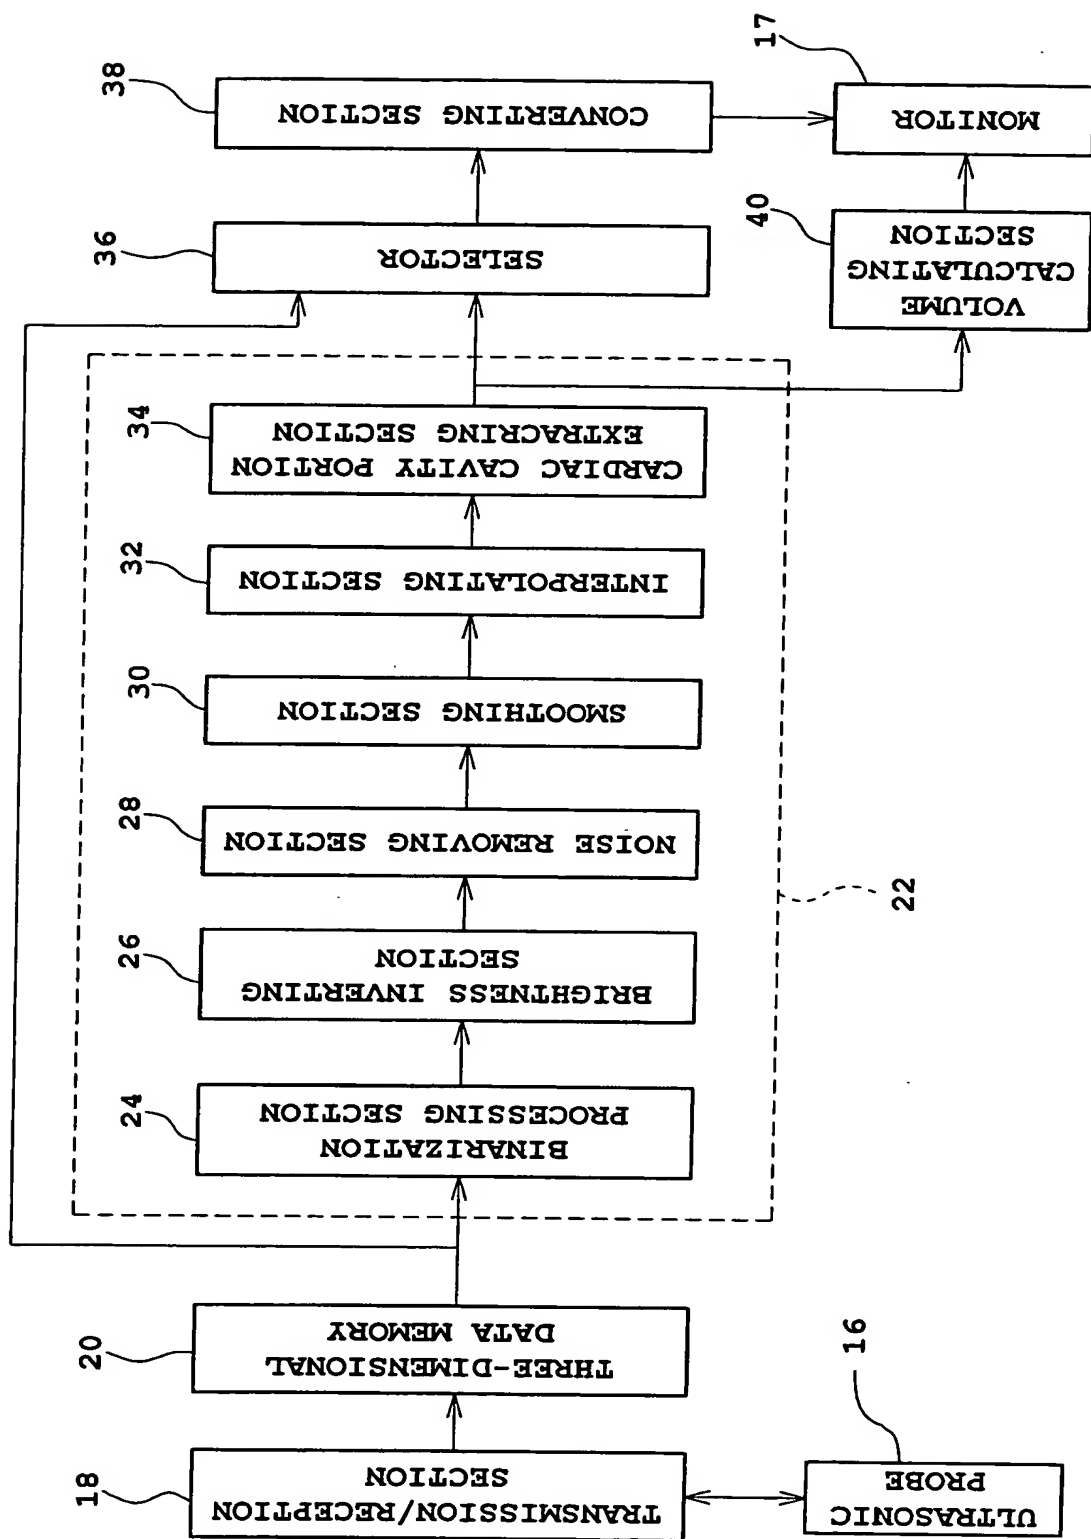 18
TRANSMISSION/RECEPTION
SECTION
16
ULTRASONIC
PROBE
20
THREE-DIMENSIONAL
DATA MEMORY
24
BINARIZATION
PROCESSING SECTION
26
BRIGHTNESS INVERTING
SECTION
28
NOISE REMOVING SECTION
30
SMOOTHING SECTION
32
INTERPOLATING SECTION
34
CARDIAC CAVITY PORTION
EXTRACRING SECTION
22
36
SELECTOR
38
CONVERTING SECTION
40
VOLUME
CALCULATING
SECTION
17
MONITOR